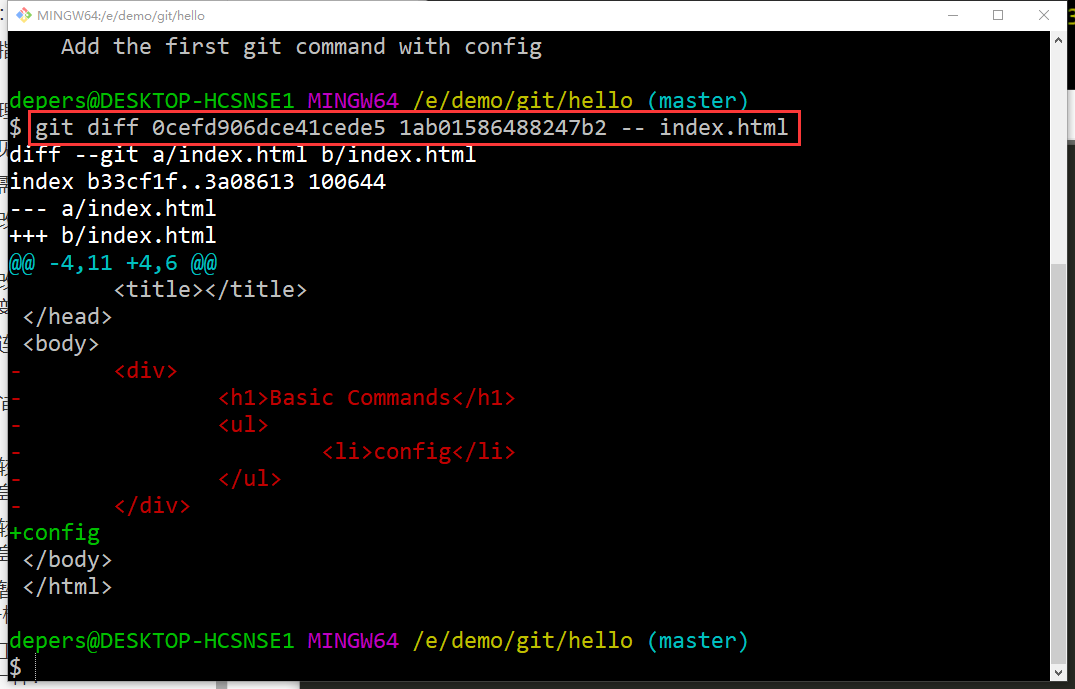 MINGW64:/e/demo/git/hello
Add the first git command with config
depers@DESKTOP-HCSNSE1 MINGW64 /e/demo/git/hello (master)
$ git diff 0cefd906dce41cede5 1ab01586488247b2 -- index.html
diff --git a/index.html b/index.html
index b33cf1f..3a08613 100644
--- a/index.html
+++ b/index.html
@@ -4,11 +4,6 @@
        <title></title>
 </head>
 <body>
-       <div>
-               <h1>Basic Commands</h1>
-               <ul>
-                       <li>config</li>
-               </ul>
-       </div>
+config
 </body>
 </html>
depers@DESKTOP-HCSNSE1 MINGW64 /e/demo/git/hello (master)
$